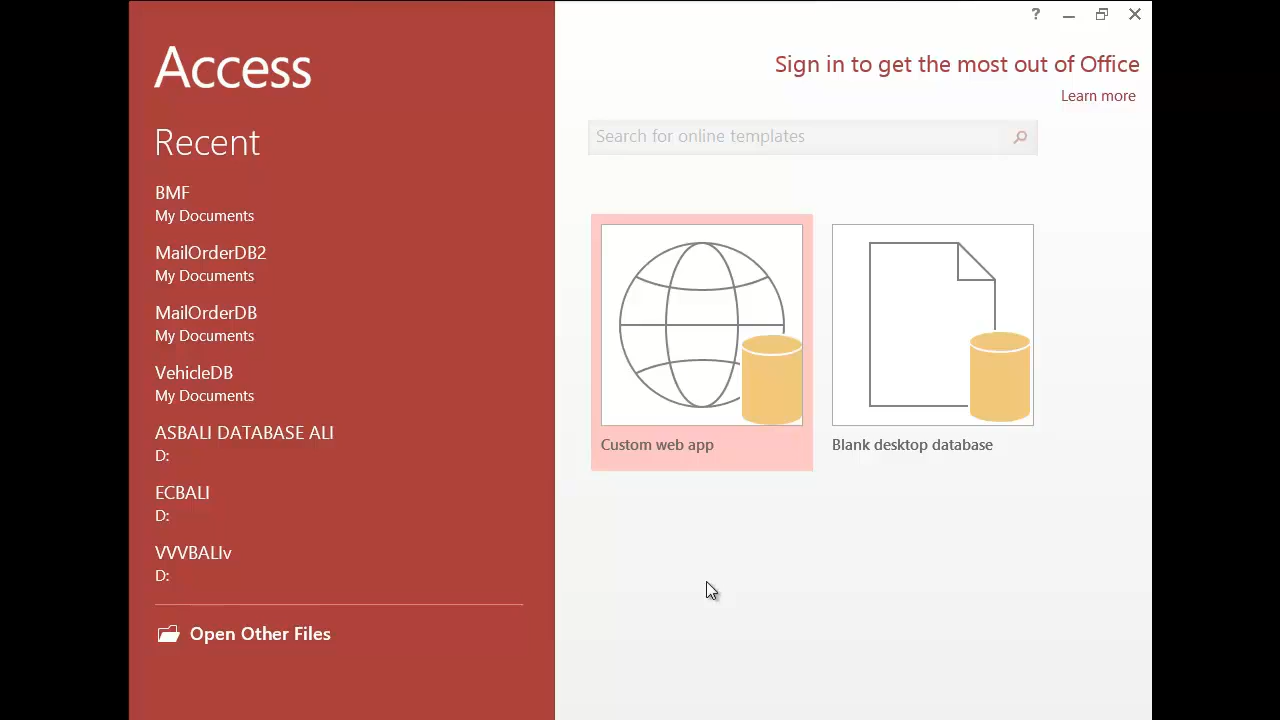 Access
Recent
BMF
My Documents
MailOrderDB2
My Documents
MailOrderDB
My Documents
VehicleDB
My Documents
ASBALI DATABASE ALI
D:
ECBALI
D:
VVVBALIv
D:
Open Other Files
?
Sign in to get the most out of Office
Learn more
Search for online templates
Custom web app
Blank desktop database